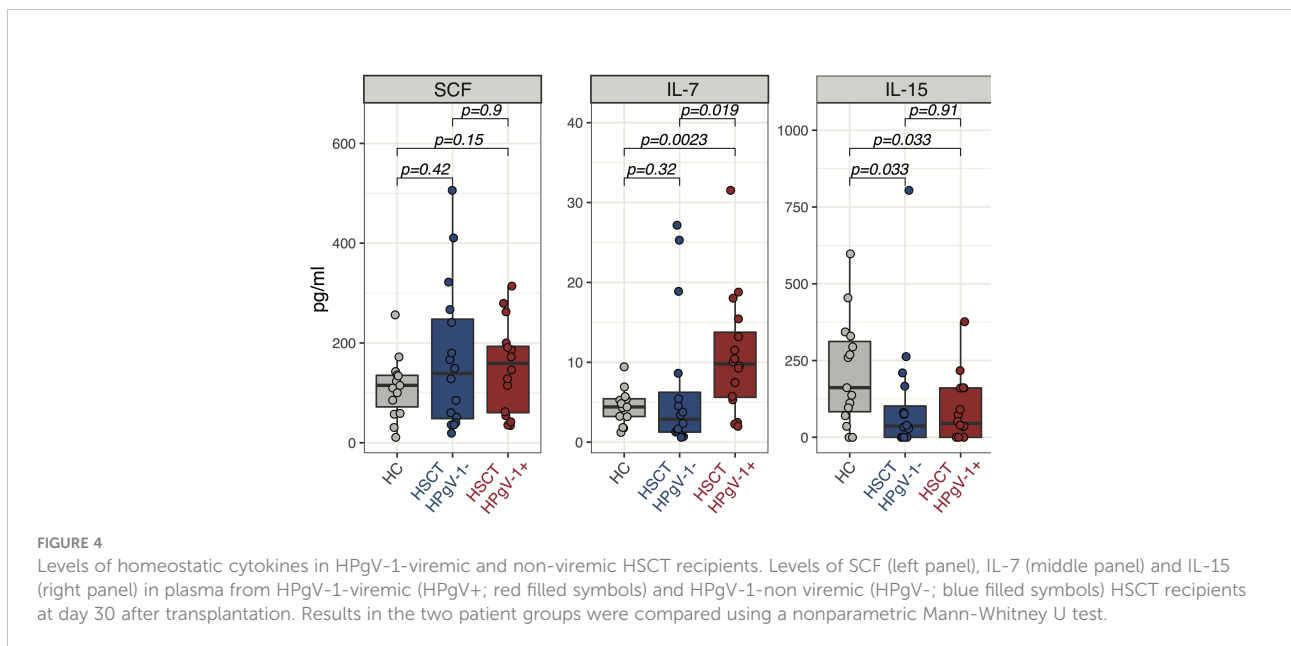 SCF
IL-7
IL-15
pg/ml
600
400
200
0
p=0.9
p=0.15
p=0.42
HC
HSCT
HPgV-1-
HSCT
HPgV-1+
40
30
20
10
0
p=0.019
p=0.0023
p=0.32
HC
HSCT
HPgV-1-
HSCT
HPgV-1+
1000
750
500
250
0
p=0.91
p=0.033
p=0.033
HC
HSCT
HPgV-1-
HSCT
HPgV-1+
FIGURE 4
Levels of homeostatic cytokines in HPgV-1-viremic and non-viremic HSCT recipients. Levels of SCF (left panel), IL-7 (middle panel) and IL-15
(right panel) in plasma from HPgV-1-viremic (HPgV+; red filled symbols) and HPgV-1-non viremic (HPgV-; blue filled symbols) HSCT recipients
at day 30 after transplantation. Results in the two patient groups were compared using a nonparametric Mann-Whitney U test.